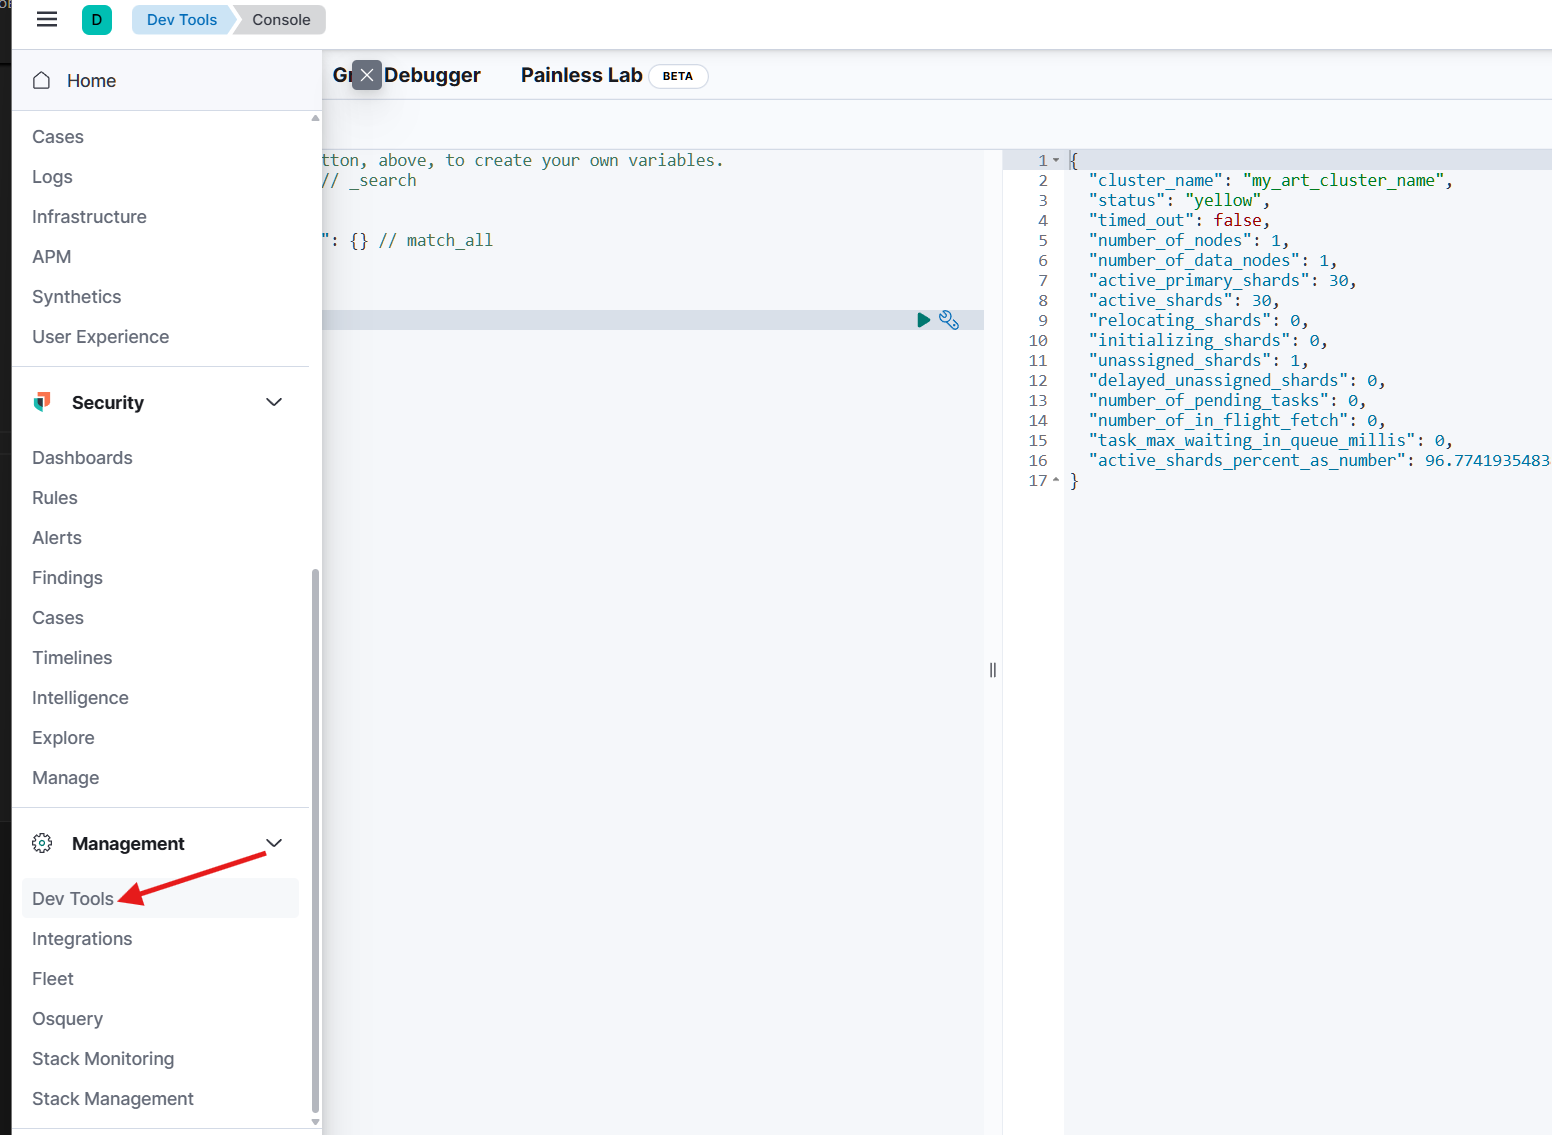 D
Dev Tools
Console
Home
Debugger
Painless Lab
BETA
Cases
Logs
Infrastructure
APM
Synthetics
User Experience
Security
Dashboards
Rules
Alerts
Findings
Cases
Timelines
Intelligence
Explore
Manage
Management
Dev Tools
Integrations
Fleet
Osquery
Stack Monitoring
Stack Management
tton, above, to create your own variables.
// _search
": {} // match_all
1 {
2 "cluster_name": "my_art_cluster_name",
3 "status": "yellow",
4 "timed_out": false,
5 "number_of_nodes": 1,
6 "number_of_data_nodes": 1,
7 "active_primary_shards": 30,
8 "active_shards": 30,
9 "relocating_shards": 0,
10 "initializing_shards": 0,
11 "unassigned_shards": 1,
12 "delayed_unassigned_shards": 0,
13 "number_of_pending_tasks": 0,
14 "number_of_in_flight_fetch": 0,
15 "task_max_waiting_in_queue_millis": 0,
16 "active_shards_percent_as_number": 96.7741935483
17 }